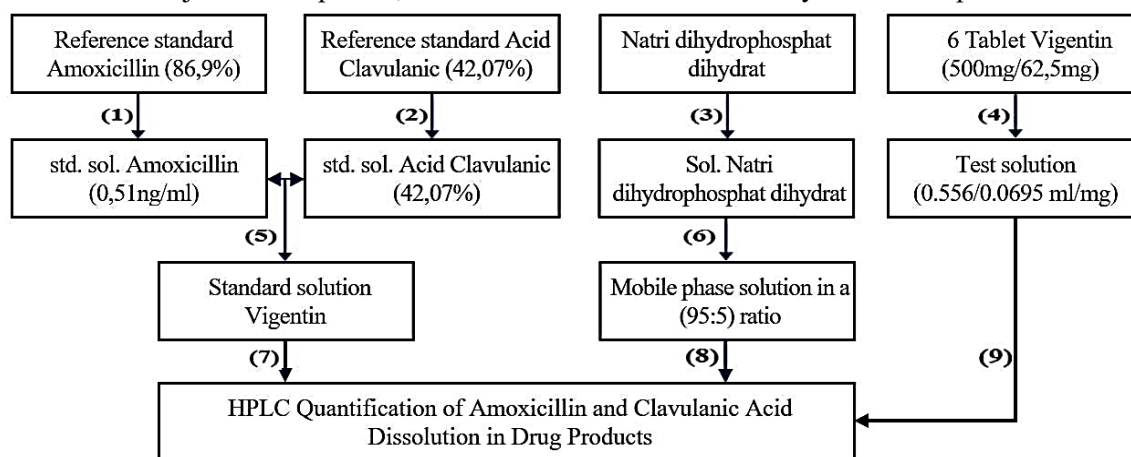 Reference standard
Amoxicillin (86,9%)
Reference standard Acid
Clavulanic (42,07%)
Natri dihydrophosphat
dihydrat
6 Tablet Vigentin
(500mg/62,5mg)
(1)
(2)
(3)
(4)
std. sol. Amoxicillin
(0,51ng/ml)
std. sol. Acid Clavulanic
(42,07%)
Sol. Natri
dihydrophosphat dihydrat
Test solution
(0.556/0.0695 ml/mg)
(5)
(6)
Standard solution
Vigentin
Mobile phase solution in a
(95:5) ratio
(7)
(8)
(9)
HPLC Quantification of Amoxicillin and Clavulanic Acid
Dissolution in Drug Products